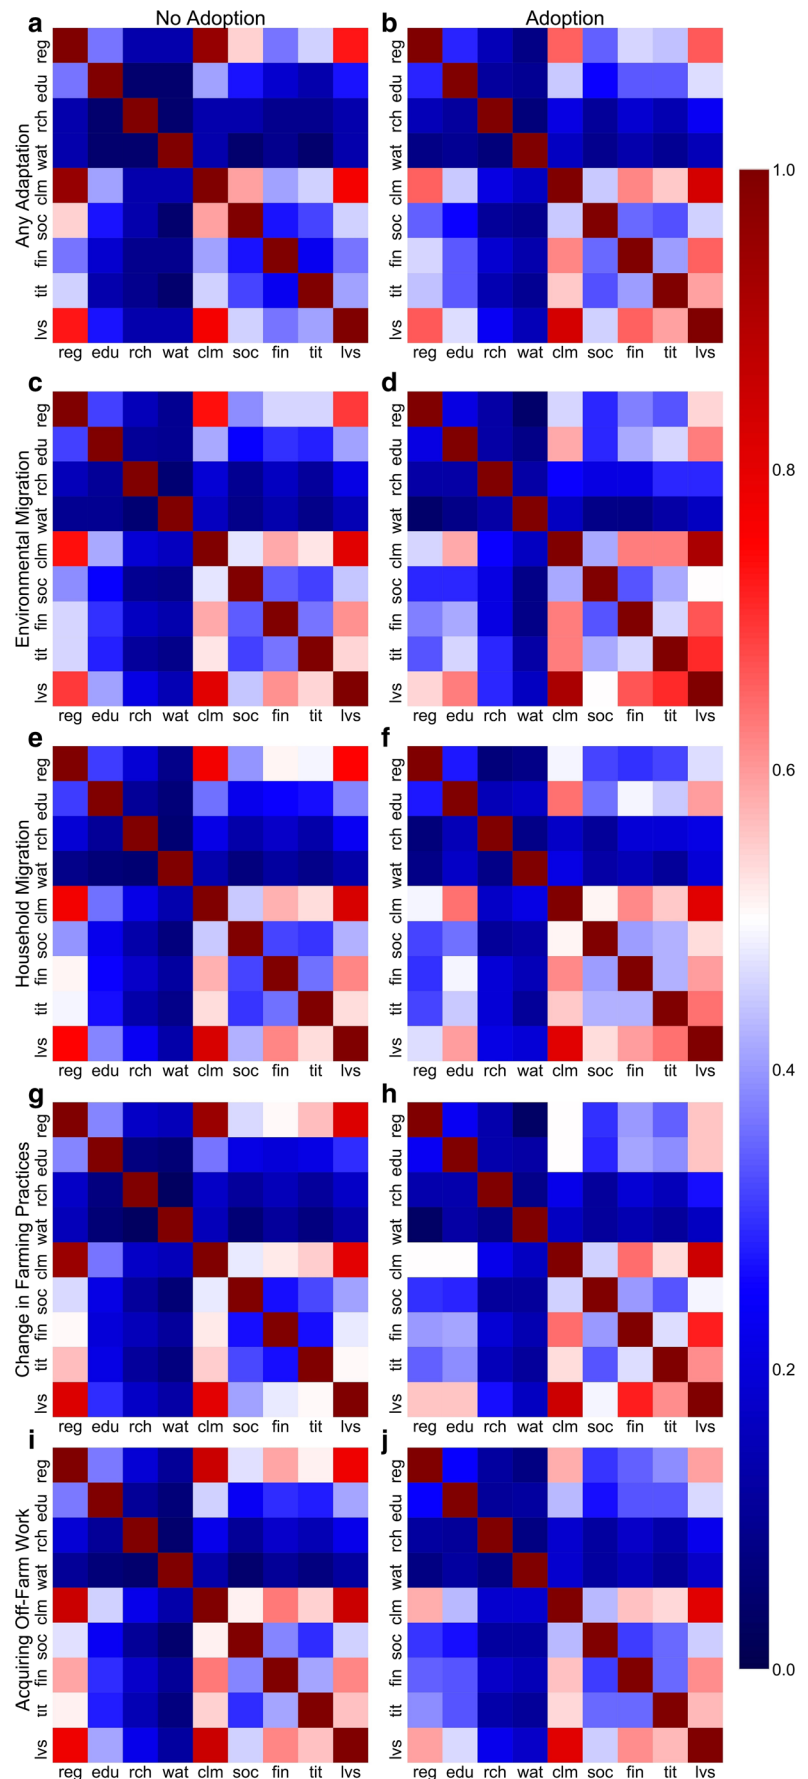 No Adoption
Adoption
a
b
Any Adaptation
reg
edu
rch
wat
clm
soc
fin
tit
lvs
reg edu rch wat clm soc fin tit lvs
reg edu rch wat clm soc fin tit lvs
c
d
Environmental Migration
reg
edu
rch
wat
clm
soc
fin
tit
lvs
reg edu rch wat clm soc fin tit lvs
reg edu rch wat clm soc fin tit lvs
e
f
Household Migration
reg
edu
rch
wat
clm
soc
fin
tit
lvs
reg edu rch wat clm soc fin tit lvs
reg edu rch wat clm soc fin tit lvs
g
h
Change in Farming Practices
reg
edu
rch
wat
clm
soc
fin
tit
lvs
reg edu rch wat clm soc fin tit lvs
reg edu rch wat clm soc fin tit lvs
i
j
Acquiring Off-Farm Work
reg
edu
rch
wat
clm
soc
fin
tit
lvs
reg edu rch wat clm soc fin tit lvs
reg edu rch wat clm soc fin tit lvs
1.0
0.8
0.6
0.4
0.2
0.0